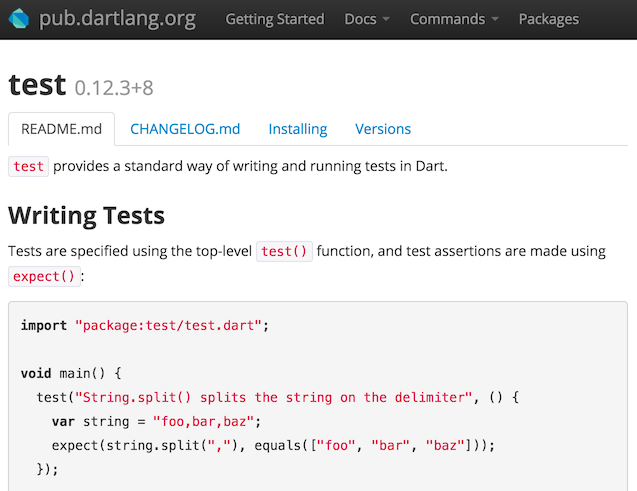 pub.dartlang.org Getting Started Docs Commands Packages
test 0.12.3+8
README.md CHANGELOG.md Installing Versions
test provides a standard way of writing and running tests in Dart.
Writing Tests
Tests are specified using the top-level test() function, and test assertions are made using
expect():
import "package:test/test.dart";
void main() {
  test("String.split() splits the string on the delimiter", () {
    var string = "foo,bar,baz";
    expect(string.split(","), equals(["foo", "bar", "baz"]));
  });